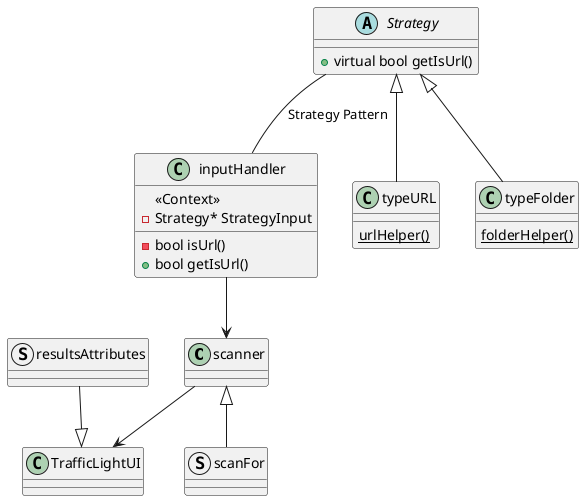 A Strategy
+ virtual bool getIsUrl()
Strategy Pattern
C inputHandler
«Context»
Strategy* StrategyInput
bool isUrl()
bool getIsUrl()
C typeURL
urlHelper()
C typeFolder
folderHelper()
S resultsAttributes
C scanner
C TrafficLightUI
S scanFor